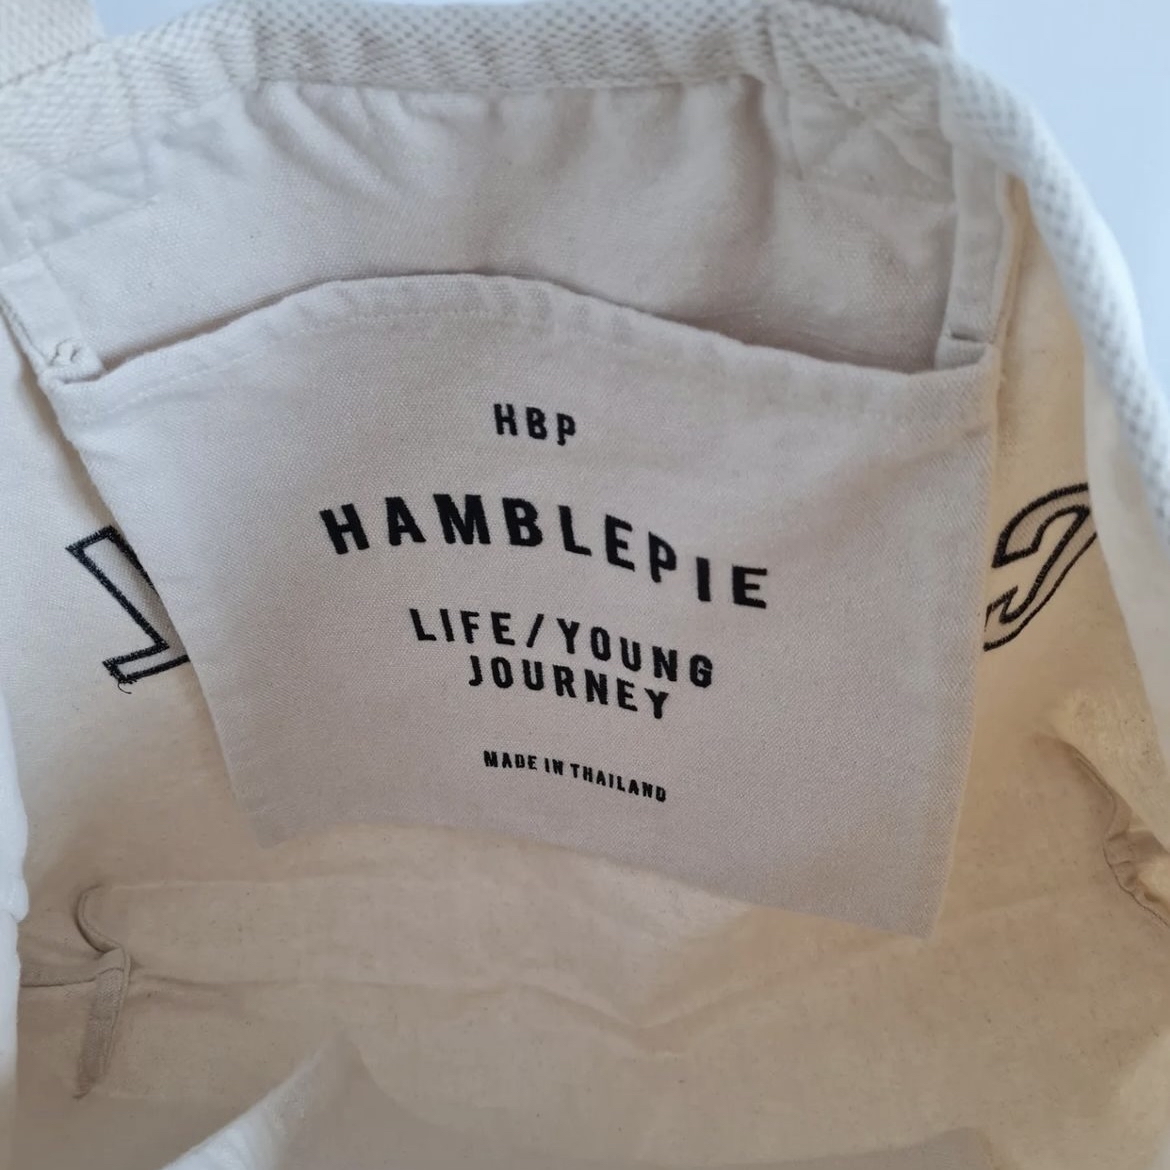 HBP
HAMBLEPIE
LIFE/YOUNG
JOURNEY
MADE IN THAILAND